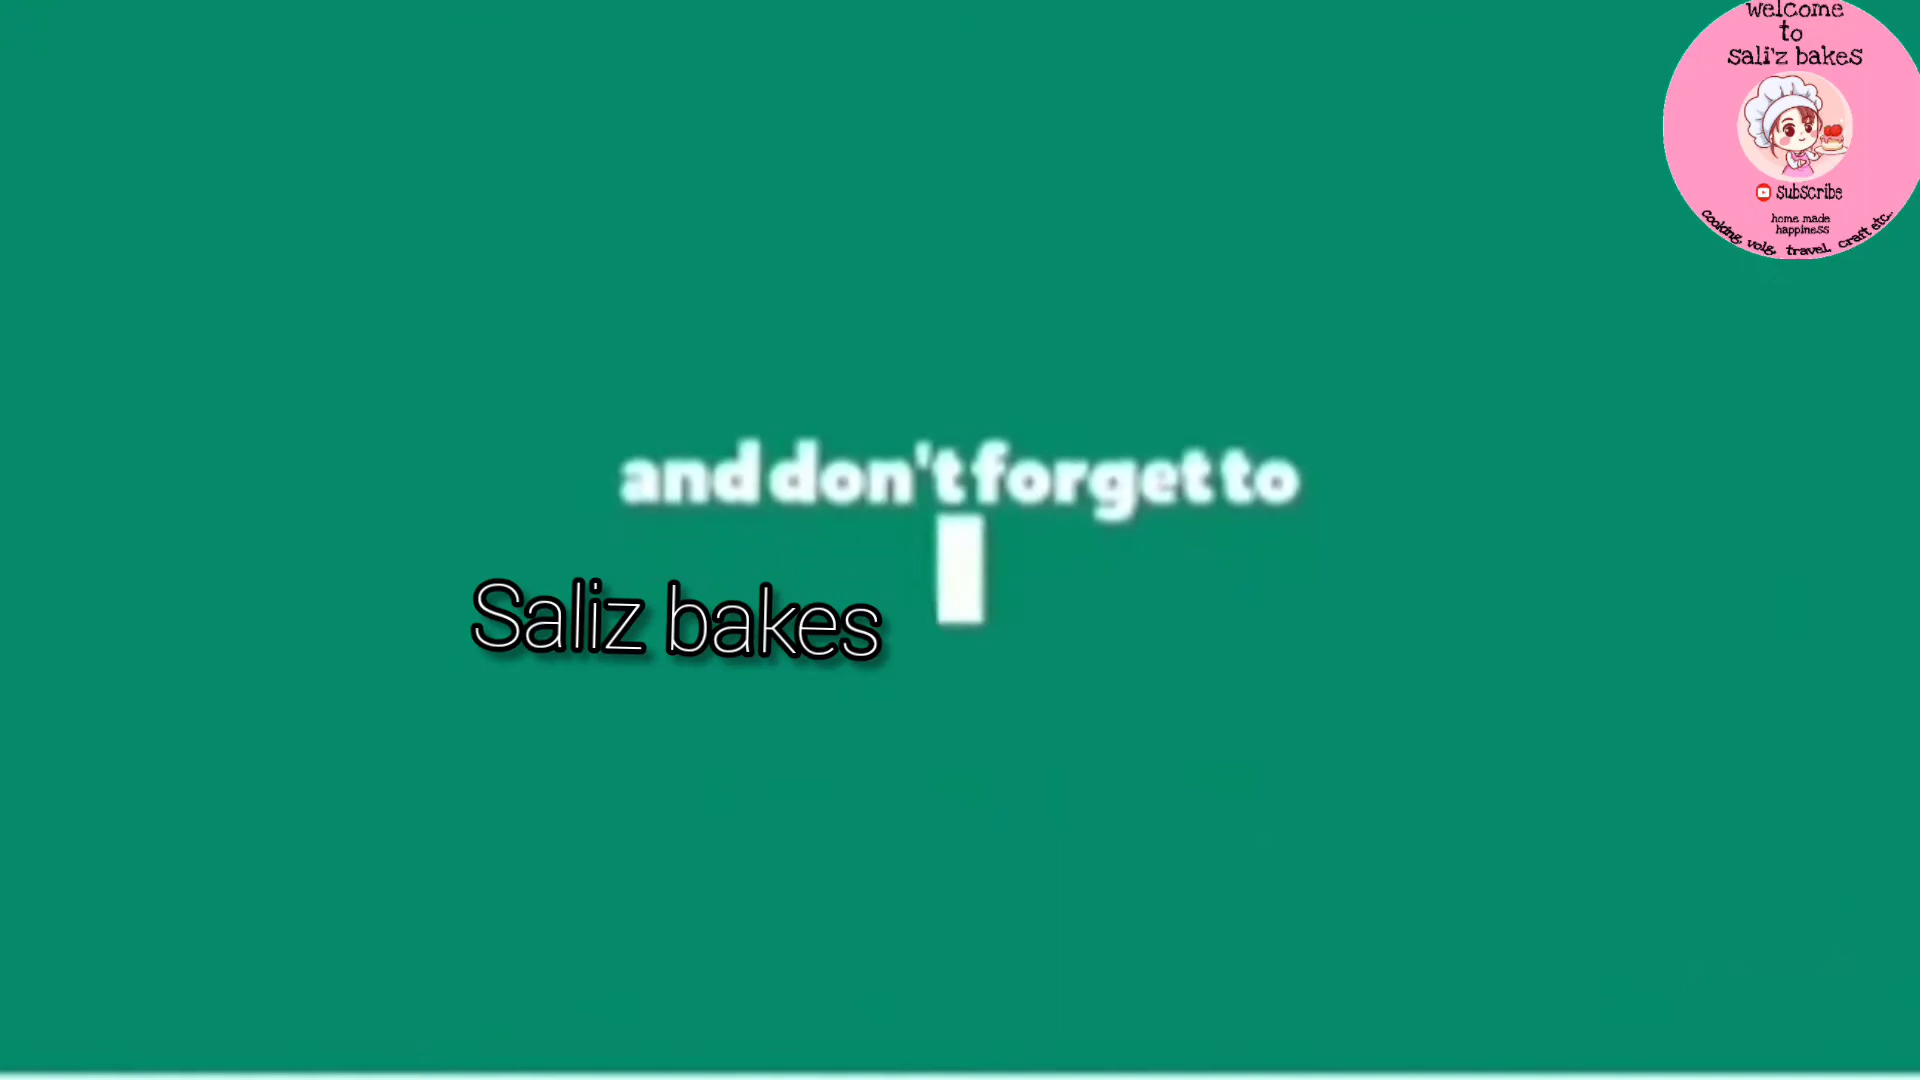 welcome
to
sali'z bakes
subscribe
home made
happiness
cooking, volg, travel, craft etc..
and don't forget to
Saliz bakes